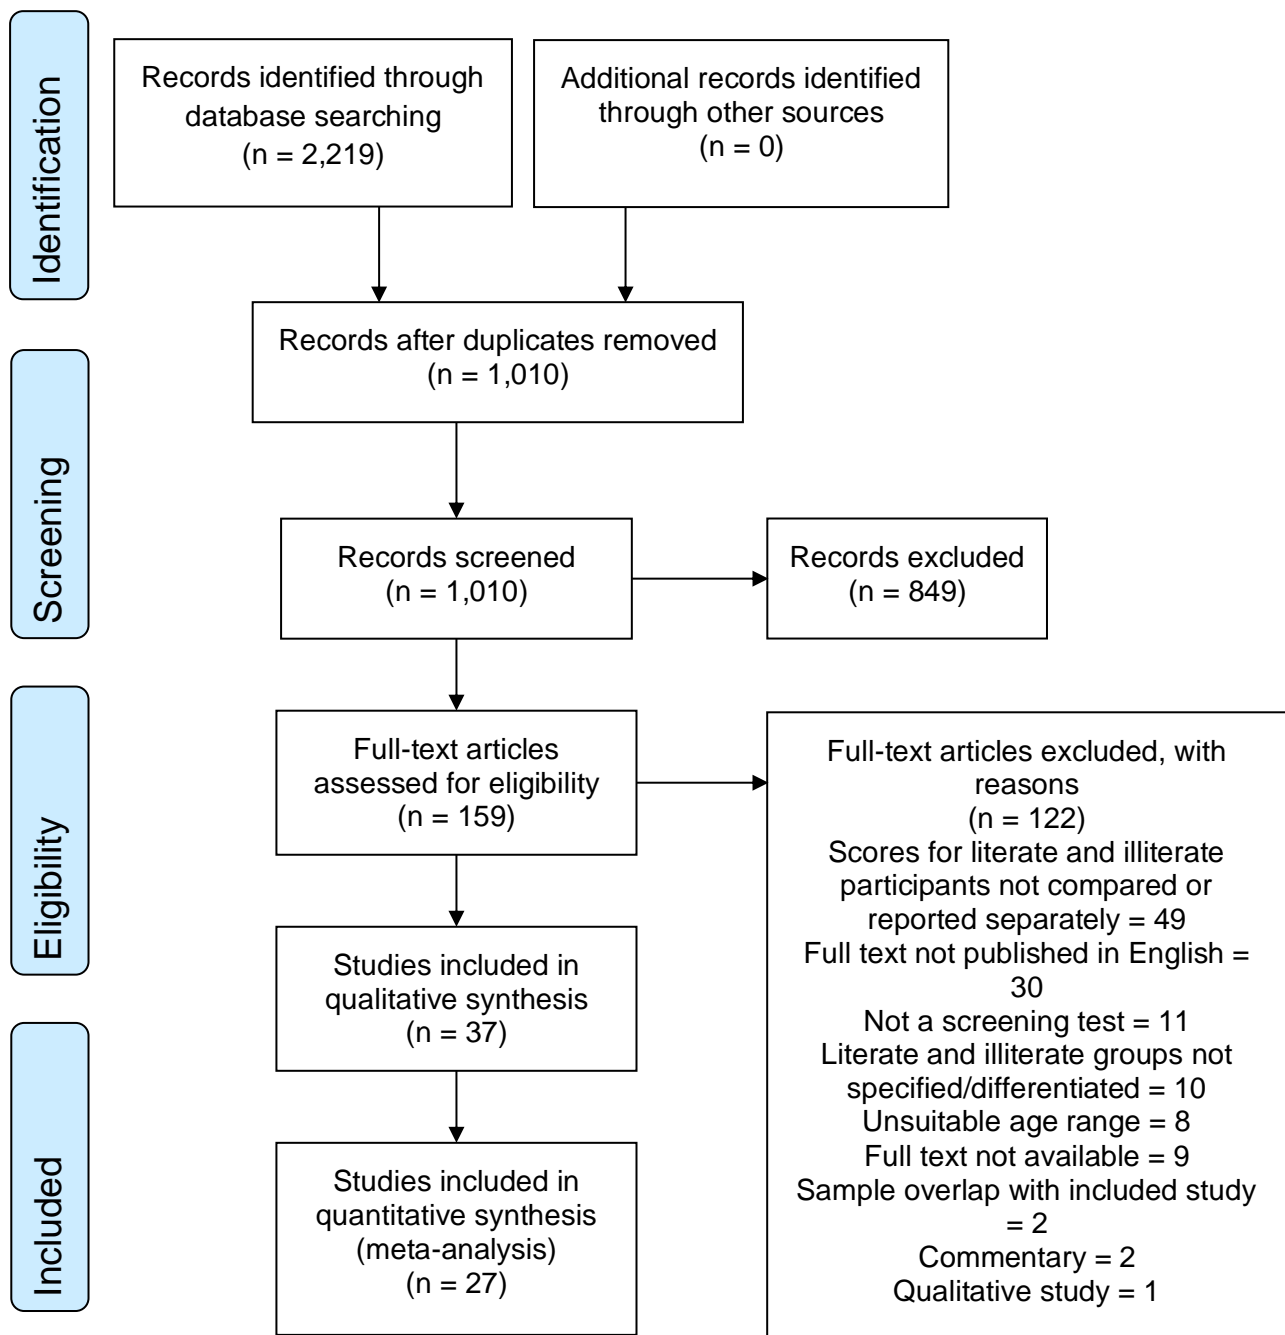 Identification
Records identified through
database searching
(n = 2,219)
Additional records identified
through other sources
(n = 0)
Records after duplicates removed
(n = 1,010)
Screening
Records screened
(n = 1,010)
Records excluded
(n = 849)
Eligibility
Full-text articles
assessed for eligibility
(n = 159)
Full-text articles excluded, with
reasons
(n = 122)
Scores for literate and illiterate
participants not compared or
reported separately = 49
Full text not published in English =
30
Not a screening test = 11
Literate and illiterate groups not
specified/differentiated = 10
Unsuitable age range = 8
Full text not available = 9
Sample overlap with included study
= 2
Commentary = 2
Qualitative study = 1
Studies included in
qualitative synthesis
(n = 37)
Included
Studies included in
quantitative synthesis
(meta-analysis)
(n = 27)